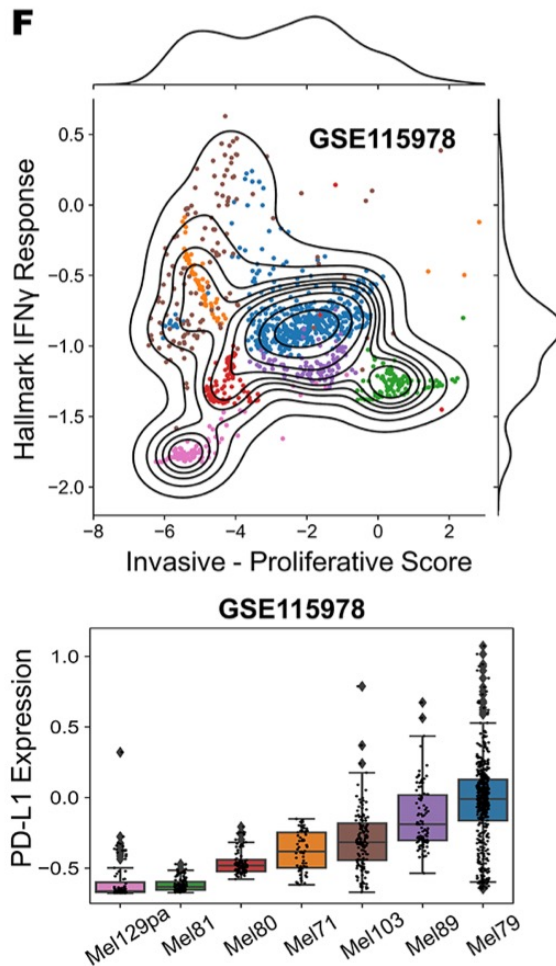 F
GSE115978
Hallmark IFNγ Response
0.5
0.0
−0.5
−1.0
−1.5
−2.0
−8 −6 −4 −2 0 2
Invasive - Proliferative Score
GSE115978
PD-L1 Expression
1.0
0.5
0.0
−0.5
Mel129pa Mel81 Mel80 Mel71 Mel103 Mel89 Mel79